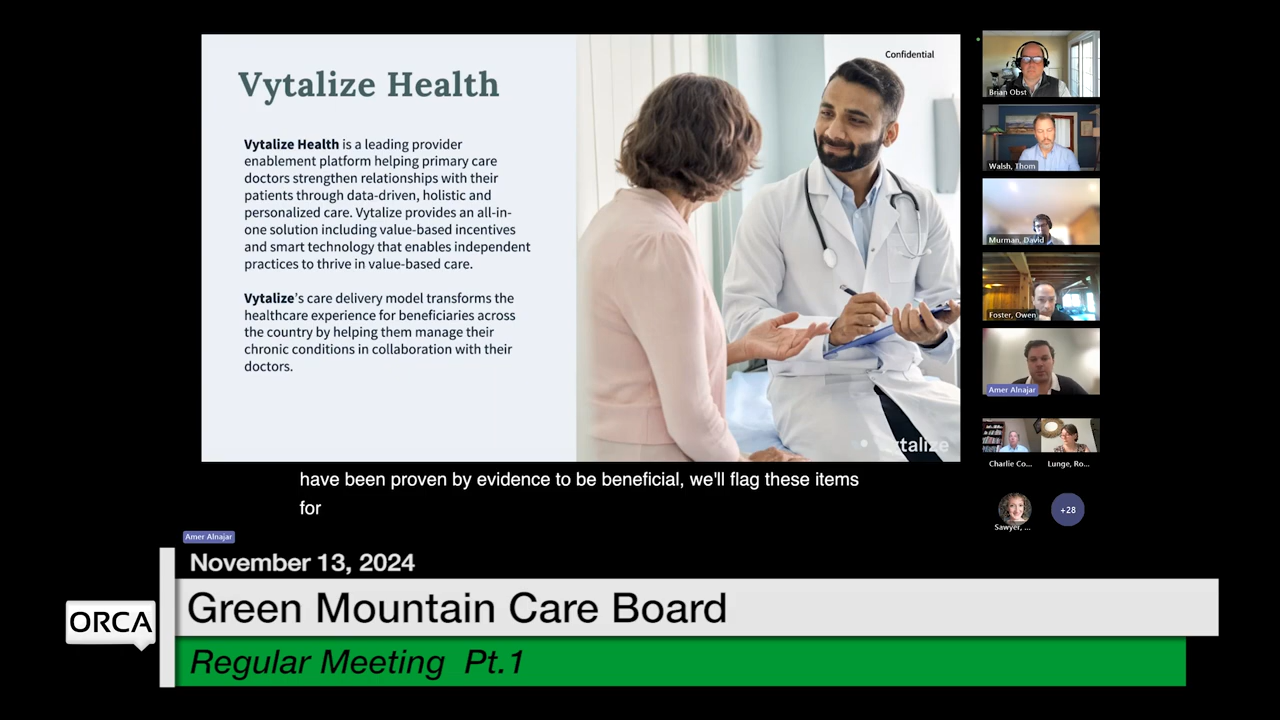 Confidential
Vytalize Health
Vytalize Health is a leading provider
enablement platform helping primary care
doctors strengthen relationships with their
patients through data-driven, holistic and
personalized care. Vytalize provides an all-in-
one solution including value-based incentives
and smart technology that enables independent
practices to thrive in value-based care.
Vytalize's care delivery model transforms the
healthcare experience for beneficiaries across
the country by helping them manage their
chronic conditions in collaboration with their
doctors.
Brian Obst
Walsh, Thom
Murman, David
Foster, Owen
Amer Alnajar
Charlie Co...
Lunge, Ro...
Sawyer, ...
+28
have been proven by evidence to be beneficial, we'll flag these items
for
Amer Alnajar
November 13, 2024
Green Mountain Care Board
ORCA
Regular Meeting Pt.1